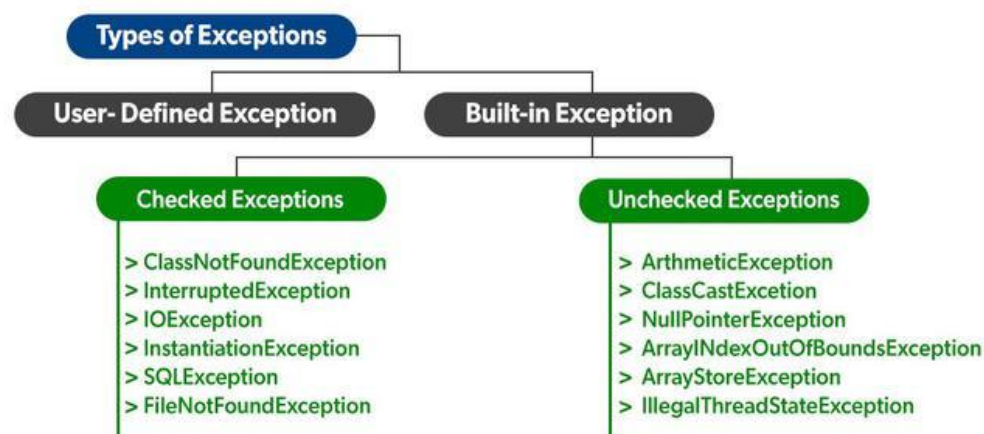 Types of Exceptions
User- Defined Exception
Built-in Exception
Checked Exceptions
> ClassNotFoundException
> InterruptedException
> IOException
> InstantiationException
> SQLException
> FileNotFoundException
Unchecked Exceptions
> ArthmeticException
> ClassCastExcetion
> NullPointerException
> ArrayINdexOutOfBoundsException
> ArrayStoreException
> IllegalThreadStateException